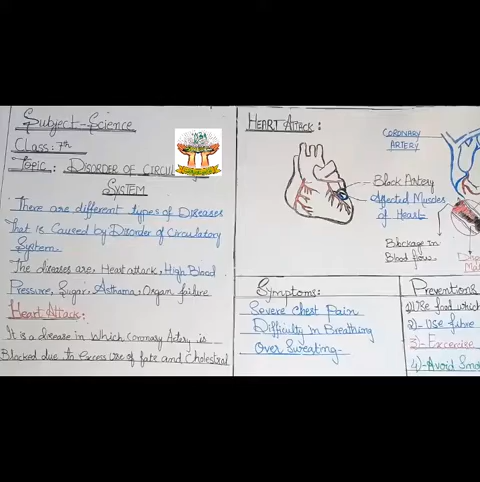 Subject-Science
Class: 7th
Topic: DISORDER OF CIRCUL
SYSTEM
There are different types of Diseases
That is Caused by Disorder of Circulatory
System.
The diseases are, Heart attack, High Blood
Pressure, Sugar, Asthama, Organ failure
Heart Attack:
It is a disease in Which Coronary Artery is
Blocked due to Excess Use of fate and Cholestral
HEART ATTACK:
CORONARY
ARTERY
Block Artery
Affected Muscles
of Heart
Blockage In
Blood flow.
Symptoms:
Severe Chest Pain
Difficulty In Breathing
Over Sweating
Preventions
1) Use food which
2)- Use fibre
3)- Excercise
4)- Avoid Smo